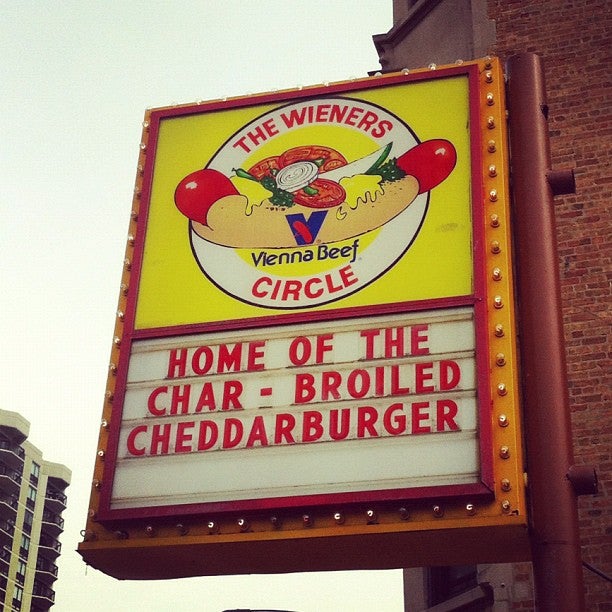 THE WIENERS
V
Vienna Beef
CIRCLE
HOME OF THE
CHAR - BROILED
CHEDDARBURGER